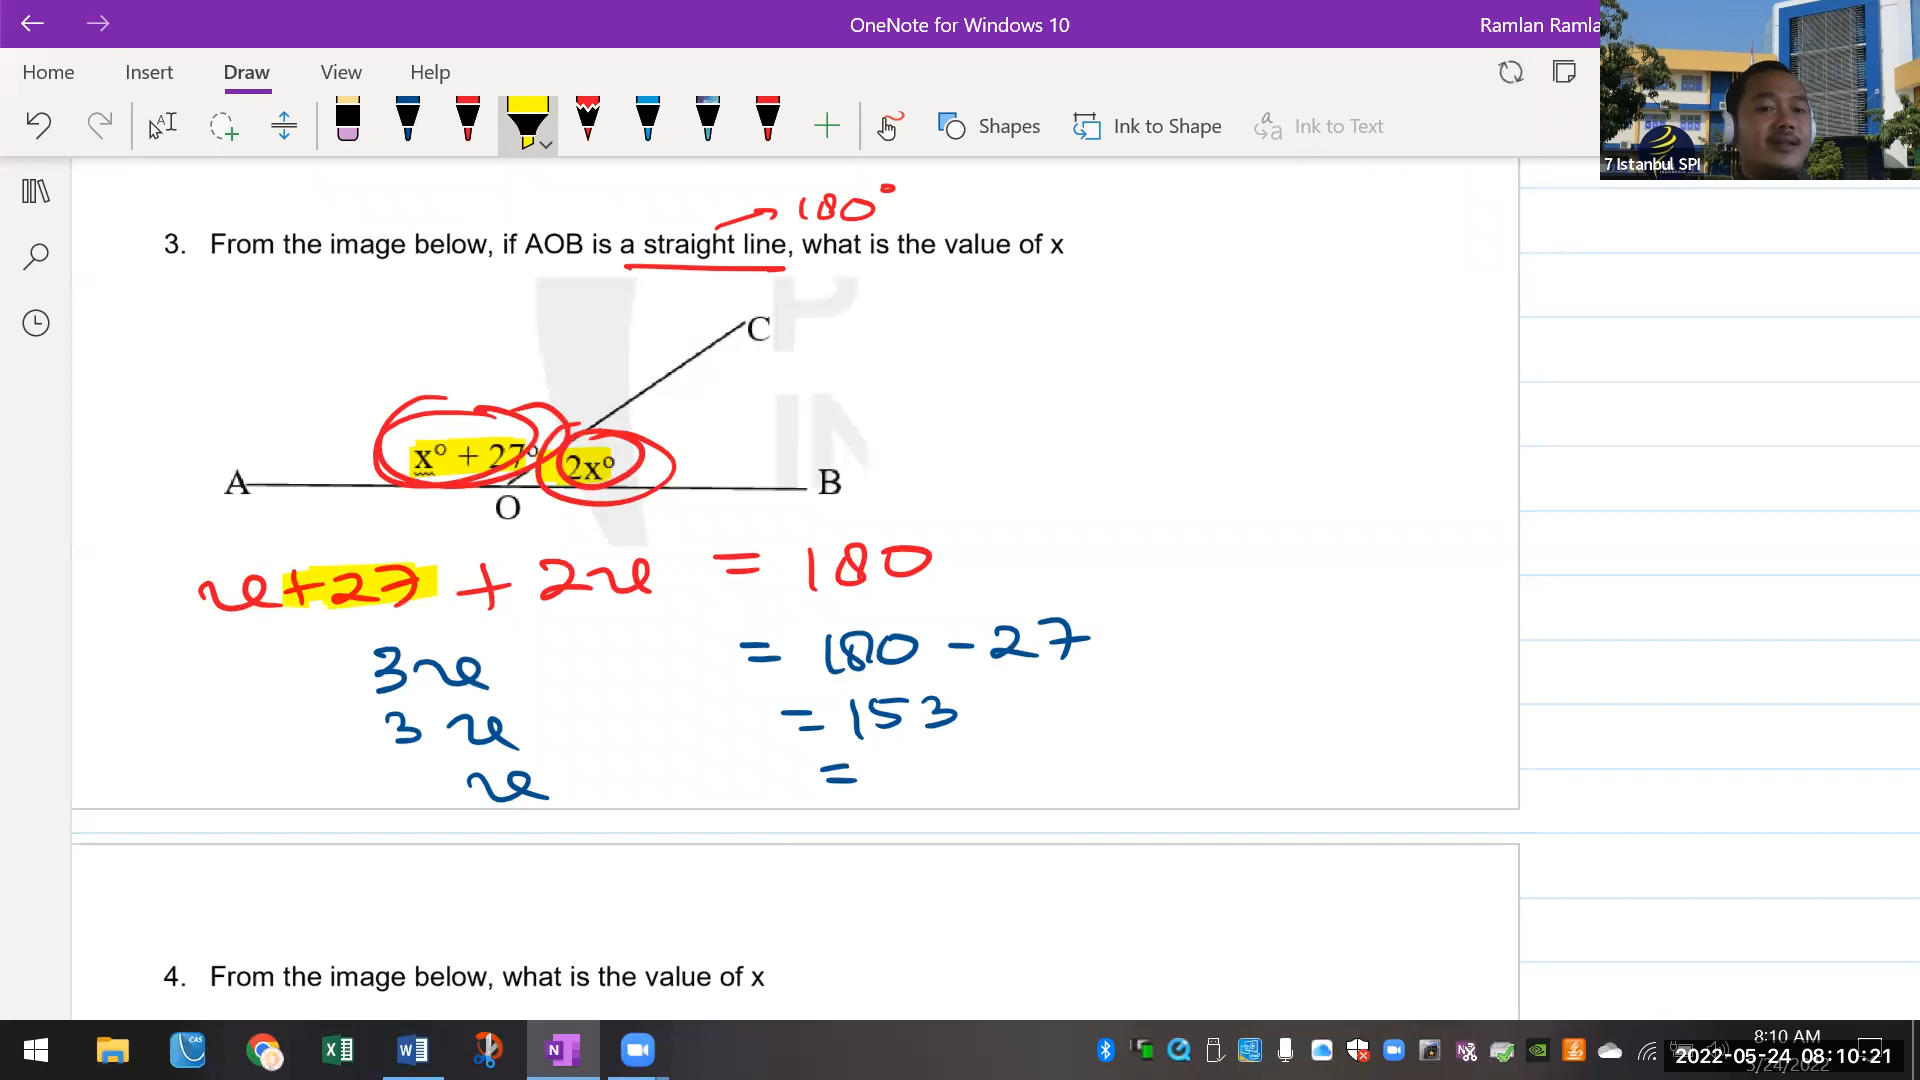 OneNote for Windows 10
Ramlan Ramla
Home Insert Draw View Help
Shapes Ink to Shape Ink to Text
7 Istanbul SPI
180°
3. From the image below, if AOB is a straight line, what is the value of x
C
x° + 27° 2x°
A B
O
x + 27 + 2x = 180
3x = 180 - 27
3x = 153
x =
4. From the image below, what is the value of x
8:10 AM
2022-05-24 08:10:21
5/24/2022